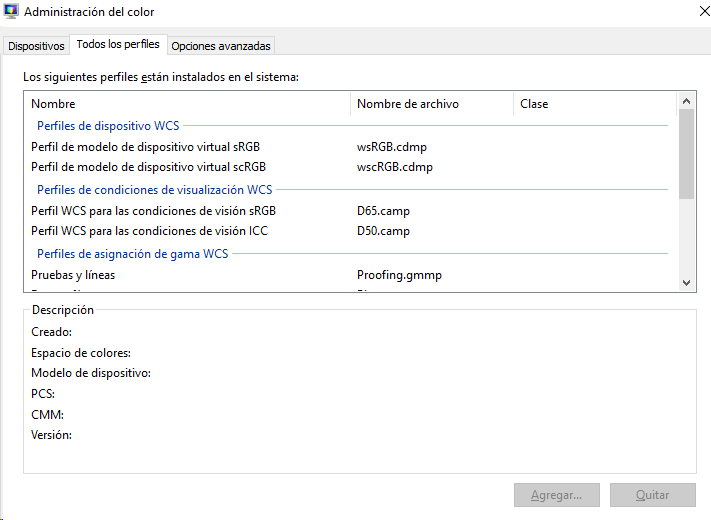 Administración del color
Dispositivos Todos los perfiles Opciones avanzadas
Los siguientes perfiles están instalados en el sistema:
Nombre Nombre de archivo Clase
Perfiles de dispositivo WCS
Perfil de modelo de dispositivo virtual sRGB wsRGB.cdmp
Perfil de modelo de dispositivo virtual scRGB wscRGB.cdmp
Perfiles de condiciones de visualización WCS
Perfil WCS para las condiciones de visión sRGB D65.camp
Perfil WCS para las condiciones de visión ICC D50.camp
Perfiles de asignación de gama WCS
Pruebas y líneas Proofing.gmmp
Descripción
Creado:
Espacio de colores:
Modelo de dispositivo:
PCS:
CMM:
Versión:
Agregar... Quitar